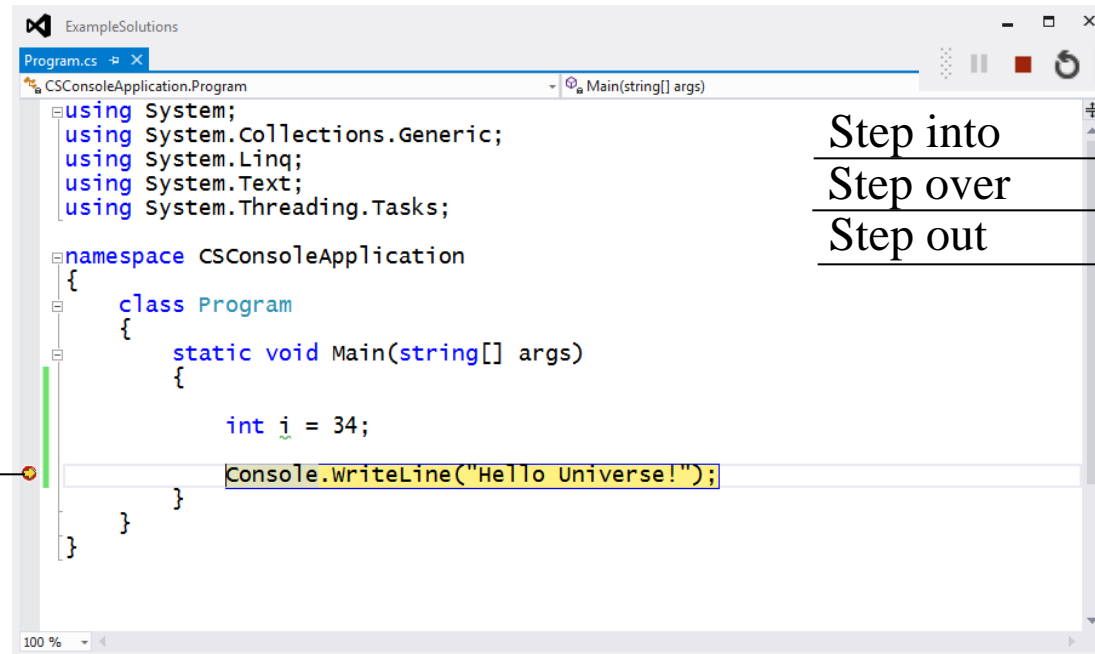 ExampleSolutions
Program.cs
CSConsoleApplication.Program
Main(string[] args)
using System;
using System.Collections.Generic;
using System.Linq;
using System.Text;
using System.Threading.Tasks;
Step into
Step over
Step out
namespace CSConsoleApplication
{
class Program
{
static void Main(string[] args)
{
int i = 34;
Console.WriteLine("Hello Universe!");
}
}
}
100 %